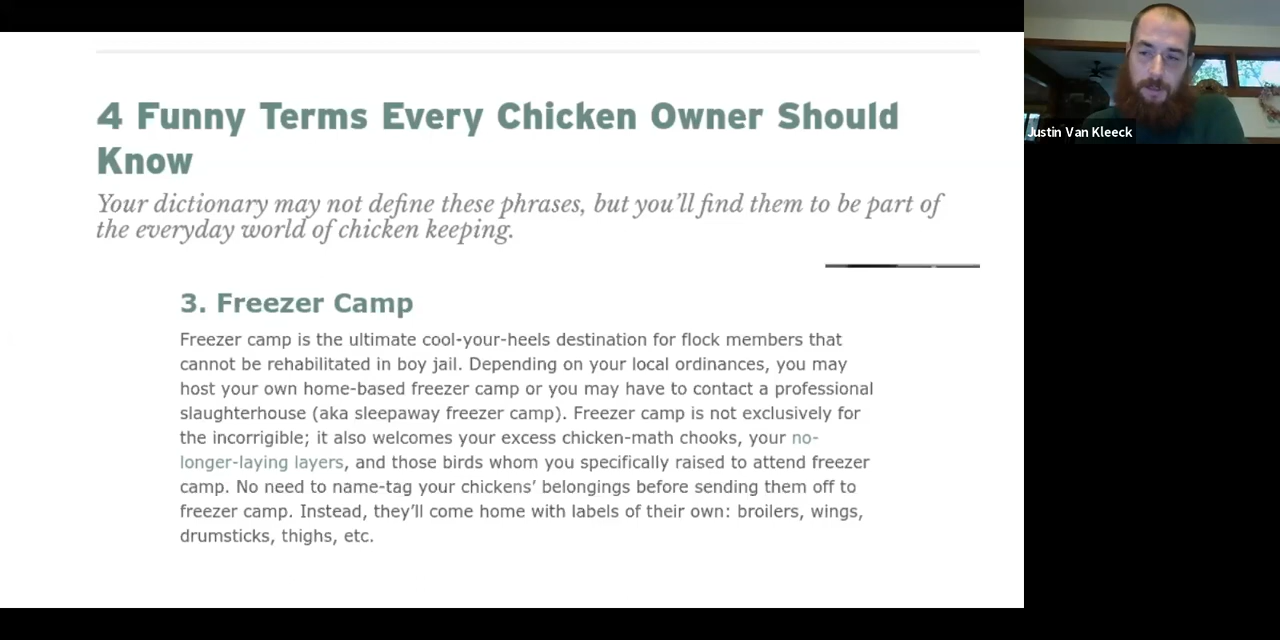 4 Funny Terms Every Chicken Owner Should
Know
Your dictionary may not define these phrases, but you’ll find them to be part of
the everyday world of chicken keeping.
3. Freezer Camp
Freezer camp is the ultimate cool-your-heels destination for flock members that
cannot be rehabilitated in boy jail. Depending on your local ordinances, you may
host your own home-based freezer camp or you may have to contact a professional
slaughterhouse (aka sleepaway freezer camp). Freezer camp is not exclusively for
the incorrigible; it also welcomes your excess chicken-math chooks, your no-
longer-laying layers, and those birds whom you specifically raised to attend freezer
camp. No need to name-tag your chickens’ belongings before sending them off to
freezer camp. Instead, they’ll come home with labels of their own: broilers, wings,
drumsticks, thighs, etc.
Justin Van Kleeck